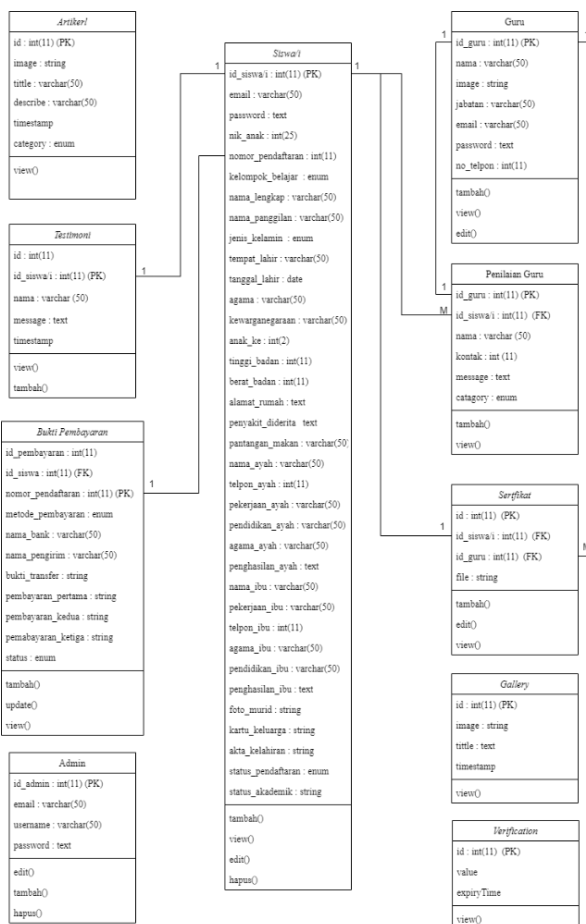 Artikerl
id : int(11) (PK)
image : string
tittle : varchar(50)
describe : varchar(50)
timestamp
category : enum
view()
Testimoni
id : int(11)
id_siswa/i : int(11) (PK)
nama : varchar (50)
message : text
timestamp
view()
tambah()
Bukti Pembayaran
id_pembayaran : int(11)
id_siswa : int(11) (FK)
nomor_pendaftaran : int(11) (PK)
metode_pembayaran : enum
nama_bank : varchar(50)
nama_pengirim : varchar(50)
bukti_transfer : string
pembayaran_pertama : string
pembayaran_kedua : string
pemabayaran_ketiga : string
status : enum
tambah()
update()
view()
Admin
id_admin : int(11) (PK)
email : varchar(50)
username : varchar(50)
password : text
edit()
tambah()
hapus()
1
1
1
Siswa/i
1
id_siswa/i : int(11) (PK)
email : varchar(50)
password : text
nik_anak : int(25)
nomor_pendaftaran : int(11)
kelompok_belajar : enum
nama_lengkap : varchar(50)
nama_panggilan : varchar(50)
jenis_kelamin : enum
tempat_lahir : varchar(50)
tanggal_lahir : date
agama : varchar(50)
kewarganegaraan : varchar(50)
anak_ke : int(2)
tinggi_badan : int(11)
berat_badan : int(11)
alamat_rumah : text
penyakit_diderita text
pantangan_makan : varchar(50)
nama_ayah : varchar(50)
telpon_ayah : int(11)
pekerjaan_ayah : varchar(50)
pendidikan_ayah : varchar(50)
agama_ayah : varchar(50)
penghasilan_ayah : text
nama_ibu : varchar(50)
pekerjaan_ibu : varchar(50)
telpon_ibu : int(11)
agama_ibu : varchar(50)
pendidikan_ibu : varchar(50)
penghasilan_ibu : text
foto_murid : string
kartu_keluarga : string
akta_kelahiran : string
status_pendaftaran : enum
status_akademik : string
tambah()
view()
edit()
hapus()
Guru
1
id_guru : int(11) (PK)
nama : varchar(50)
image : string
jabatan : varchar(50)
email : varchar(50)
password : text
no_telpon : int(11)
tambah()
view()
edit()
Penilaian Guru
1
M
id_guru : int(11) (PK)
id_siswa/i : int(11) (FK)
nama : varchar (50)
kontak : int (11)
message : text
catagory : enum
tambah()
view()
Sertfikat
1
id : int(11) (PK)
id_siswa/i : int(11) (FK)
id_guru : int(11) (FK)
file : string
tambah()
edit()
view()
Gallery
id : int(11) (PK)
image : string
tittle : text
timestamp
view()
Verification
id : int(11) (PK)
value
expiryTime
view()